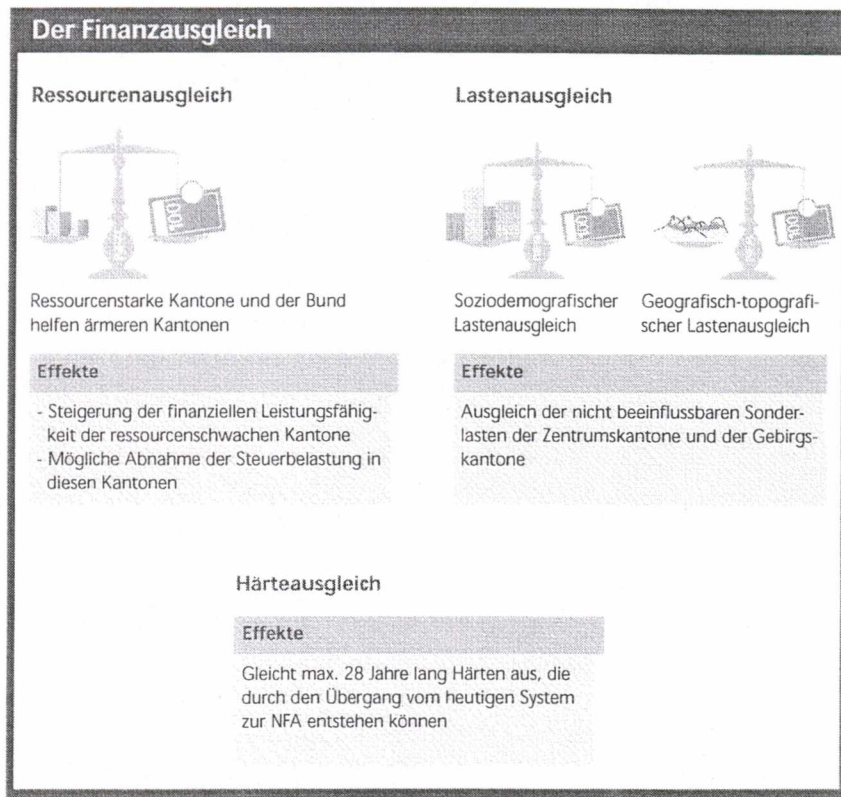 Der Finanzausgleich
Ressourcenausgleich
Ressourcenstarke Kantone und der Bund
helfen ärmeren Kantonen
Effekte
- Steigerung der finanziellen Leistungsfähig-
keit der ressourcenschwachen Kantone
- Mögliche Abnahme der Steuerbelastung in
diesen Kantonen
Lastenausgleich
Soziodemografischer
Lastenausgleich
Geografisch-topografi-
scher Lastenausgleich
Effekte
Ausgleich der nicht beeinflussbaren Sonder-
lasten der Zentrumskantone und der Gebirgs-
kantone
Härteausgleich
Effekte
Gleicht max. 28 Jahre lang Härten aus, die
durch den Übergang vom heutigen System
zur NFA entstehen können